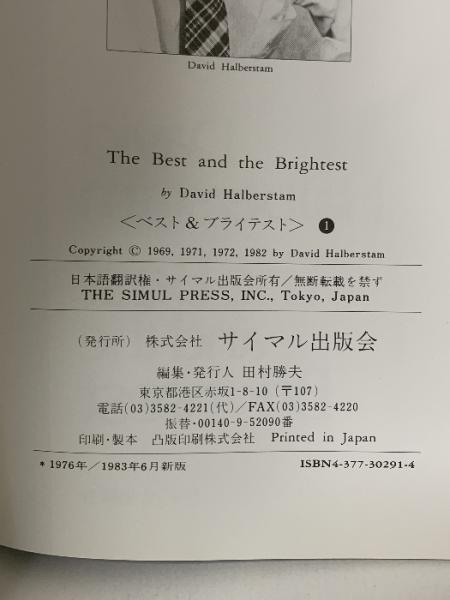 David Halberstam
The Best and the Brightest
by David Halberstam
＜ベスト＆ブライテスト＞ ❶
Copyright © 1969, 1971, 1972, 1982 by David Halberstam
日本語翻訳権・サイマル出版会所有／無断転載を禁ず
THE SIMUL PRESS, INC., Tokyo, Japan
（発行所） 株式会社 サイマル出版会
編集・発行人 田村勝夫
東京都港区赤坂1-8-10（〒107）
電話(03)3582-4221(代)／FAX(03)3582-4220
振替・00140-9-52090番
印刷・製本 凸版印刷株式会社 Printed in Japan
* 1976年／1983年6月新版 ISBN4-377-30291-4